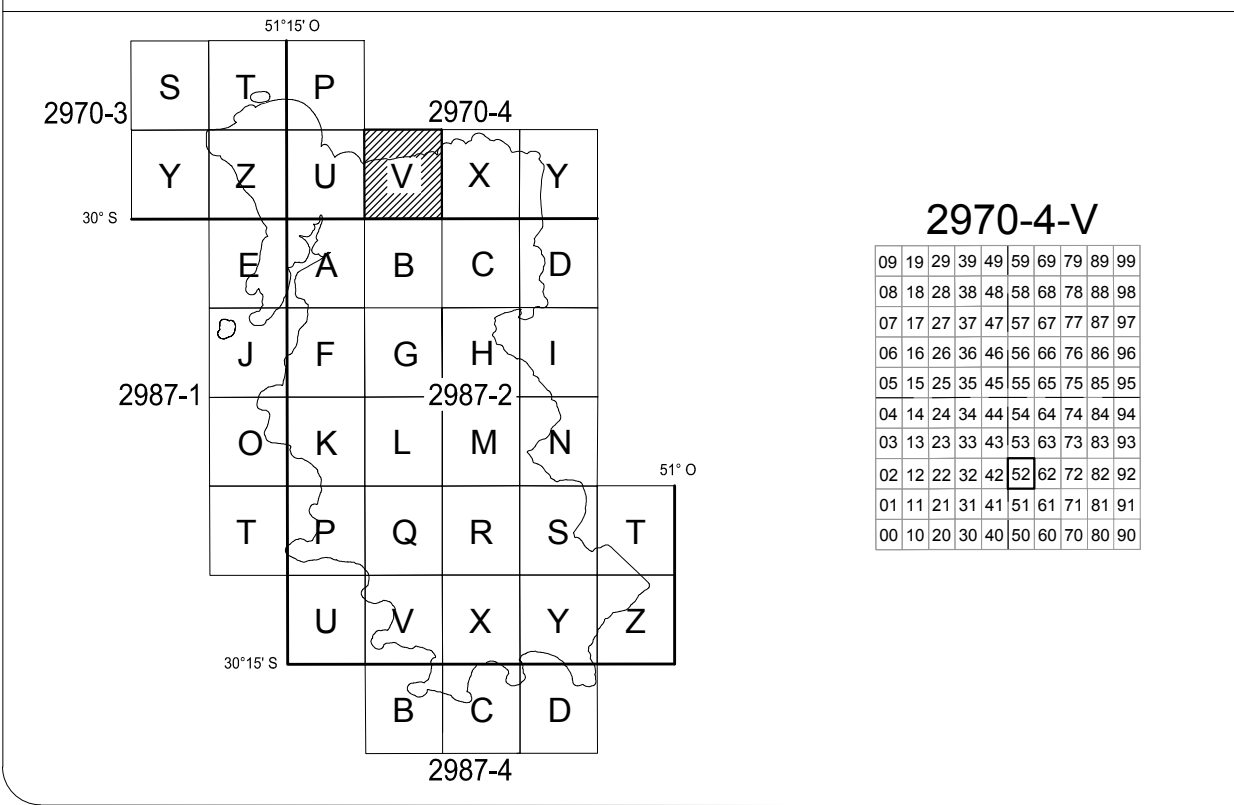 51°15' O
S T P
2970-3 2970-4
Y Z U V X Y
30° S
E A B C D
J F G H I
2987-1 2987-2
O K L M N
51° O
T P Q R S T
U V X Y Z
30°15' S
B C D
2987-4
2970-4-V
09 19 29 39 49 59 69 79 89 99
08 18 28 38 48 58 68 78 88 98
07 17 27 37 47 57 67 77 87 97
06 16 26 36 46 56 66 76 86 96
05 15 25 35 45 55 65 75 85 95
04 14 24 34 44 54 64 74 84 94
03 13 23 33 43 53 63 73 83 93
02 12 22 32 42 52 62 72 82 92
01 11 21 31 41 51 61 71 81 91
00 10 20 30 40 50 60 70 80 90